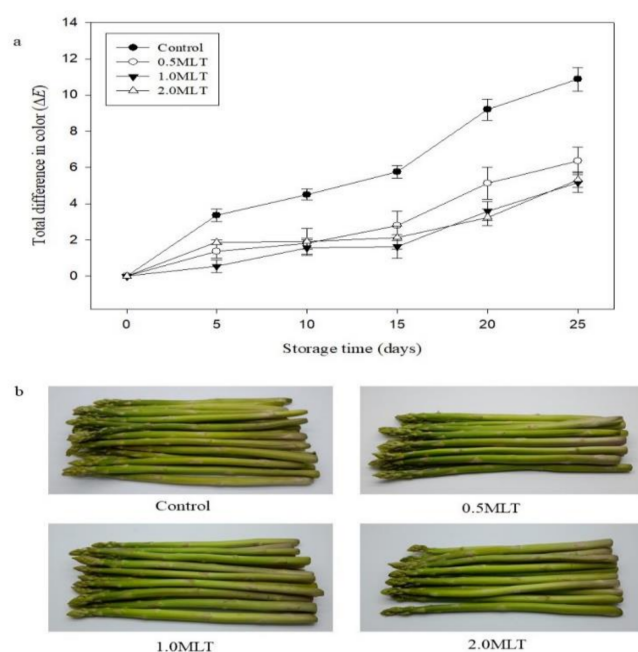 a
Total difference in color (ΔE)
14
12
10
8
6
4
2
0
Control
0.5MLT
1.0MLT
2.0MLT
0 5 10 15 20 25
Storage time (days)
b
Control 0.5MLT
1.0MLT 2.0MLT